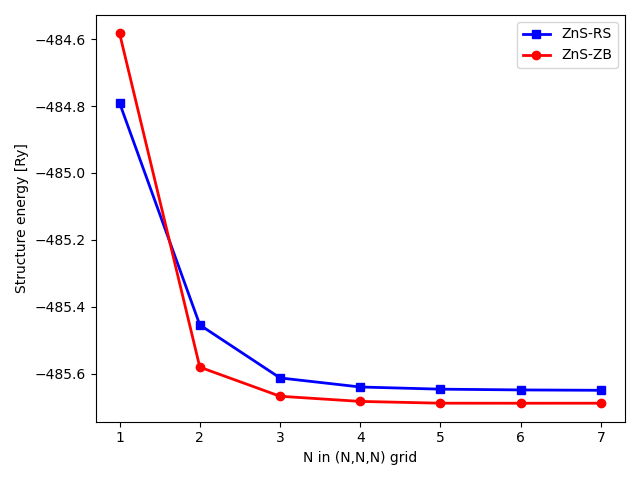 ZnS-RS
ZnS-ZB
−484.6
−484.8
−485.0
−485.2
−485.4
−485.6
Structure energy [Ry]
1 2 3 4 5 6 7
N in (N,N,N) grid